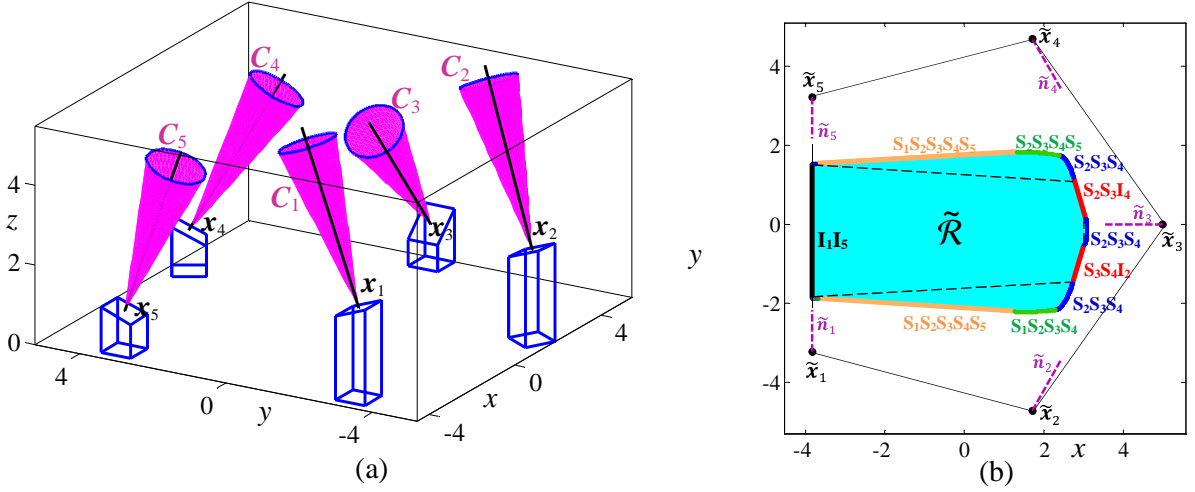 C₄
C₂
C₃
C₅
C₁
4
z
2
0
x₄
x₃
x₂
x₅
x₁
4
0
-4
y
4
0
-4
x
(a)
4
2
0
-2
-4
y
x̃₄
ñ₄
x̃₅
ñ₅
S₁S₂S₃S₄S₅
S₂S₃S₄S₅
S₂S₃S₄
S₂S₃I₄
I₁I₅
R̃
ñ₃
x̃₃
S₂S₃S₄
S₃S₄I₂
S₂S₃S₄
S₁S₂S₃S₄S₅
S₁S₂S₃S₄
ñ₁
x̃₁
ñ₂
x̃₂
-4
-2
0
2
x
4
(b)